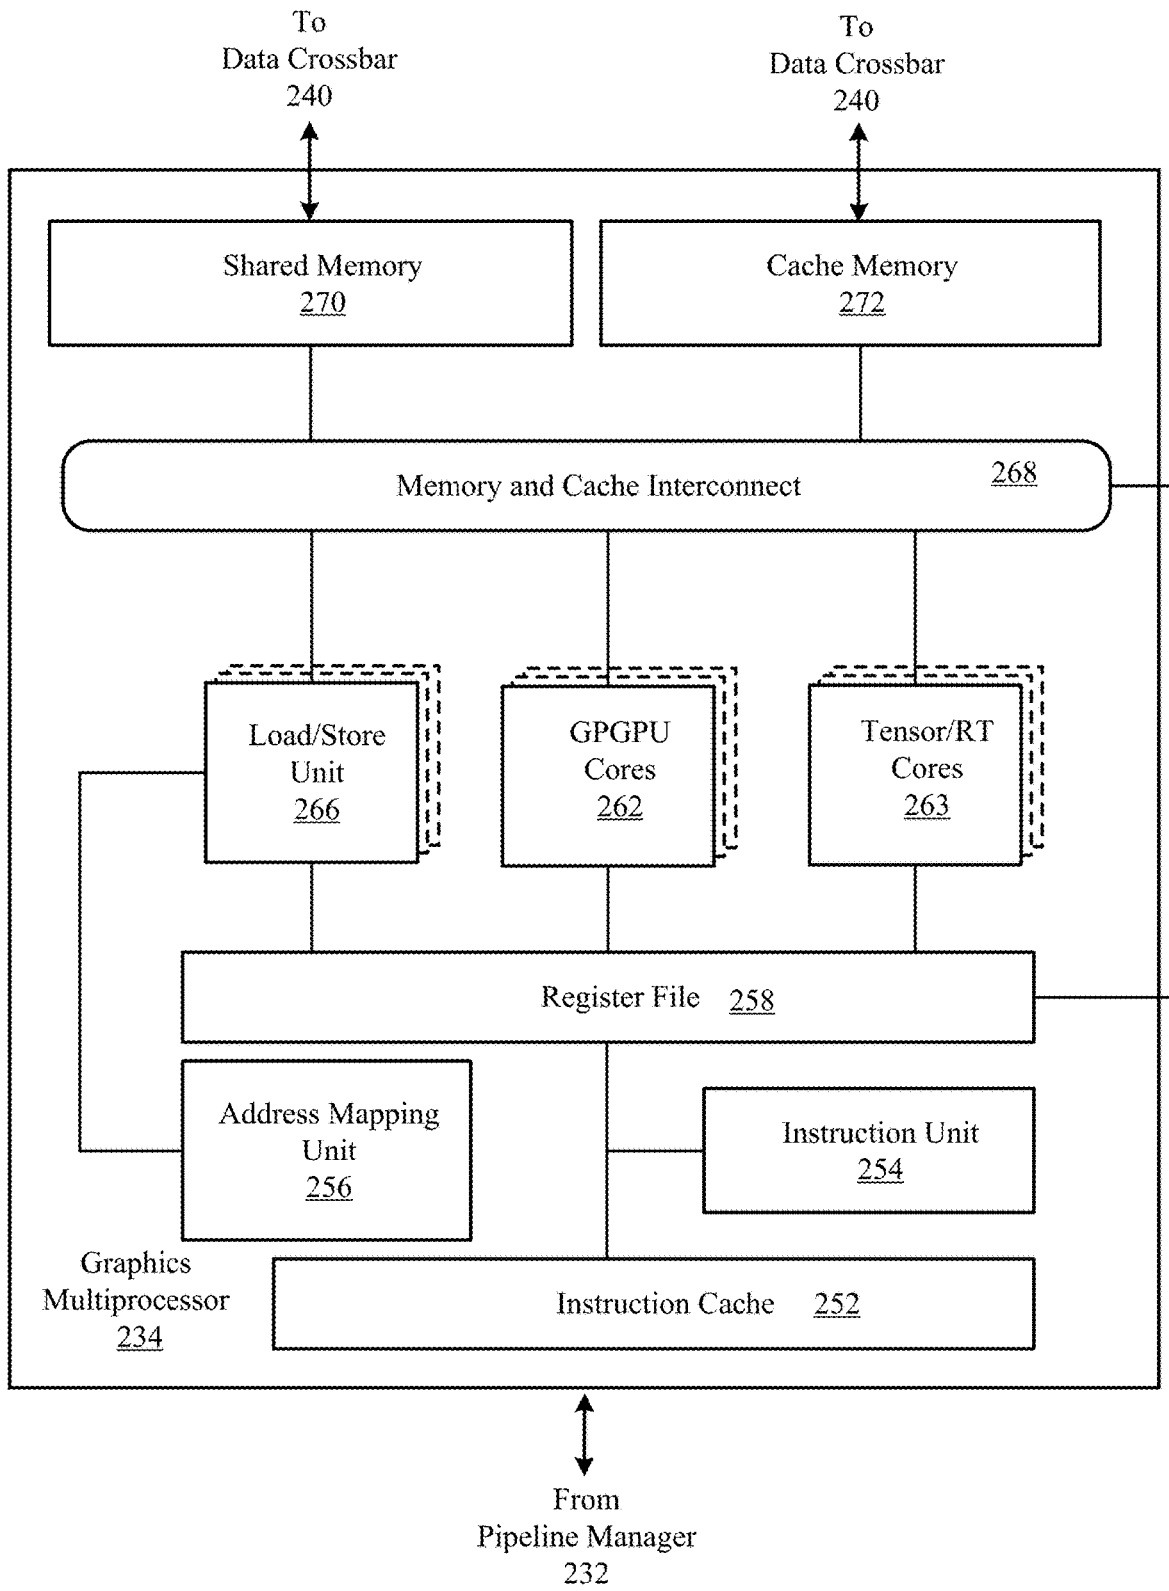 To
Data Crossbar
240
To
Data Crossbar
240
Shared Memory
270
Cache Memory
272
Memory and Cache Interconnect 268
Load/Store
Unit
266
GPGPU
Cores
262
Tensor/RT
Cores
263
Register File 258
Address Mapping
Unit
256
Instruction Unit
254
Graphics
Multiprocessor
234
Instruction Cache 252
From
Pipeline Manager
232